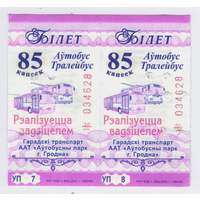 БІЛЕТ
85
капеек
Аўтобус
Тралейбус
034628
Рэалізуецца
вадзіцелем
Гарадскі транспарт
ААТ «Аўтобусны парк
г. Гродна»
УП 7
БІЛЕТ
85
капеек
Аўтобус
Тралейбус
034628
Рэалізуецца
вадзіцелем
Гарадскі транспарт
ААТ «Аўтобусны парк
г. Гродна»
УП 8